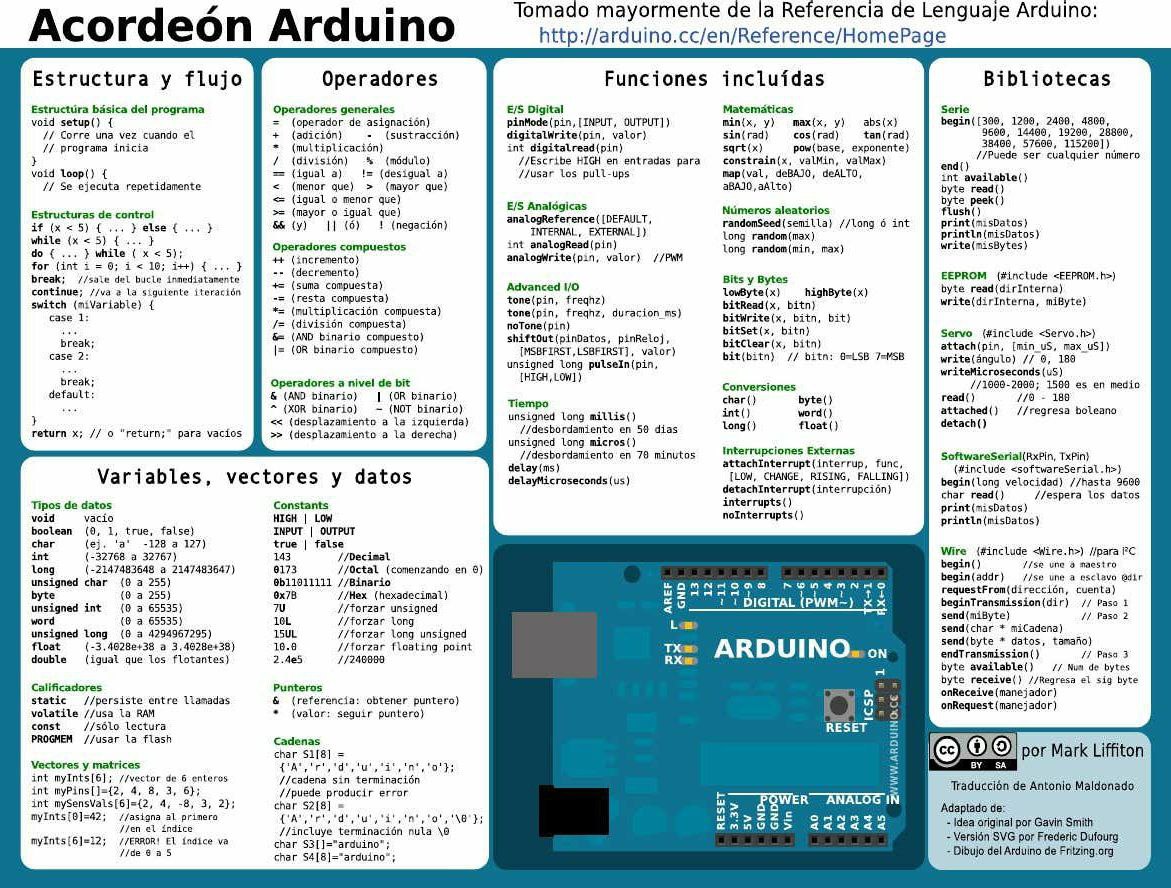 Acordeón Arduino
Tomado mayormente de la Referencia de Lenguaje Arduino:
http://arduino.cc/en/Reference/HomePage
Estructura y flujo
Estructúra básica del programa
void setup() {
// Corre una vez cuando el
// programa inicia
}
void loop() {
// Se ejecuta repetidamente
Estructuras de control
if (x < 5) { ... } else { ... }
while (x < 5) { ... }
do { ... } while ( x < 5);
for (int i = 0; i < 10; i++) { ... }
break; //sale del bucle inmediatamente
continue; //va a la siguiente iteración
switch (miVariable) {
case 1:
...
break;
case 2:
...
break;
default:
...
}
return x; // o "return;" para vacíos
Operadores
Operadores generales
= (operador de asignación)
+ (adición) - (sustracción)
* (multiplicación)
/ (división) % (módulo)
== (igual a) != (desigual a)
< (menor que) > (mayor que)
<= (igual o menor que)
>= (mayor o igual que)
&& (y) || (ó) ! (negación)
Operadores compuestos
++ (incremento)
-- (decremento)
+= (suma compuesta)
-= (resta compuesta)
*= (multiplicación compuesta)
/= (división compuesta)
&= (AND binario compuesto)
|= (OR binario compuesto)
Operadores a nivel de bit
& (AND binario) | (OR binario)
^ (XOR binario) ~ (NOT binario)
<< (desplazamiento a la izquierda)
>> (desplazamiento a la derecha)
Funciones incluídas
E/S Digital
pinMode(pin,[INPUT, OUTPUT])
digitalWrite(pin, valor)
int digitalread(pin)
//Escribe HIGH en entradas para
//usar los pull-ups
E/S Analógicas
analogReference([DEFAULT,
INTERNAL, EXTERNAL])
int analogRead(pin)
analogWrite(pin, valor) //PWM
Advanced I/O
tone(pin, freqhz)
tone(pin, freqhz, duracion_ms)
noTone(pin)
shiftOut(pinDatos, pinReloj,
[MSBFIRST,LSBFIRST], valor)
unsigned long pulseIn(pin,
[HIGH,LOW])
Tiempo
unsigned long millis()
//desbordamiento en 50 dias
unsigned long micros()
//desbordamiento en 70 minutos
delay(ms)
delayMicroseconds(us)
Matemáticas
min(x, y) max(x, y) abs(x)
sin(rad) cos(rad) tan(rad)
sqrt(x) pow(base, exponente)
constrain(x, valMin, valMax)
map(val, deBAJO, deALTO,
aBAJO,aAlto)
Números aleatorios
randomSeed(semilla) //long ó int
long random(max)
long random(min, max)
Bits y Bytes
lowByte(x) highByte(x)
bitRead(x, bitn)
bitWrite(x, bitn, bit)
bitSet(x, bitn)
bitClear(x, bitn)
bit(bitn) // bitn: 0=LSB 7=MSB
Conversiones
char() byte()
int() word()
long() float()
Interrupciones Externas
attachInterrupt(interrup, func,
[LOW, CHANGE, RISING, FALLING])
detachInterrupt(interrupción)
interrupts()
noInterrupts()
Bibliotecas
Serie
begin([300, 1200, 2400, 4800,
9600, 14400, 19200, 28800,
38400, 57600, 115200])
//Puede ser cualquier número
end()
int available()
byte read()
byte peek()
flush()
print(misDatos)
println(misDatos)
write(misBytes)
EEPROM (#include <EEPROM.h>)
byte read(dirInterna)
write(dirInterna, miByte)
Servo (#include <Servo.h>)
attach(pin, [min_uS, max_uS])
write(ángulo) // 0, 180
writeMicroseconds(uS)
//1000-2000; 1500 es en medio
read() //0 - 180
attached() //regresa boleano
detach()
SoftwareSerial(RxPin, TxPin)
(#include <softwareSerial.h>)
begin(long velocidad) //hasta 9600
char read() //espera los datos
print(misDatos)
println(misDatos)
Wire (#include <Wire.h>) //para I²C
begin() //se une a maestro
begin(addr) //se une a esclavo @dir
requestFrom(dirección, cuenta)
beginTransmission(dir) // Paso 1
send(miByte) // Paso 2
send(char * miCadena)
send(byte * datos, tamaño)
endTransmission() // Paso 3
byte available() // Num de bytes
byte receive() //Regresa el sig byte
onReceive(manejador)
onRequest(manejador)
Variables, vectores y datos
Tipos de datos
void vacío
boolean (0, 1, true, false)
char (ej. 'a' -128 a 127)
int (-32768 a 32767)
long (-2147483648 a 2147483647)
unsigned char (0 a 255)
byte (0 a 255)
unsigned int (0 a 65535)
word (0 a 65535)
unsigned long (0 a 4294967295)
float (-3.4028e+38 a 3.4028e+38)
double (igual que los flotantes)
Calificadores
static //persiste entre llamadas
volatile //usa la RAM
const //sólo lectura
PROGMEM //usar la flash
Vectores y matrices
int myInts[6]; //vector de 6 enteros
int myPins[]={2, 4, 8, 3, 6};
int mySensVals[6]={2, 4, -8, 3, 2};
myInts[0]=42; //asigna al primero
//en el índice
myInts[6]=12; //ERROR! El índice va
//de 0 a 5
Constants
HIGH | LOW
INPUT | OUTPUT
true | false
143 //Decimal
0173 //Octal (comenzando en 0)
0b11011111 //Binario
0x7B //Hex (hexadecimal)
7U //forzar unsigned
10L //forzar long
15UL //forzar long unsigned
10.0 //forzar floating point
2.4e5 //240000
Punteros
& (referencia: obtener puntero)
* (valor: seguir puntero)
Cadenas
char S1[8] =
{'A','r','d','u','i','n','o'};
//cadena sin terminación
//puede producir error
char S2[8] =
{'A','r','d','u','i','n','o','\0'};
//incluye terminación nula \0
char S3[]="arduino";
char S4[8]="arduino";
AREF
GND
13
12
~11
~10
~9
8
7
~6
~5
4
~3
2
TX→1
RX←0
DIGITAL (PWM~)
L
TX
RX
ARDUINO
ON
1
ICSP
RESET
WWW.ARDUINO.CC
POWER
ANALOG IN
RESET
3.3V
5V
GND
GND
Vin
A0
A1
A2
A3
A4
A5
cc BY SA
por Mark Liffiton
Traducción de Antonio Maldonado
Adaptado de:
- Idea original por Gavin Smith
- Versión SVG por Frederic Dufourg
- Dibujo del Arduino de Fritzing.org